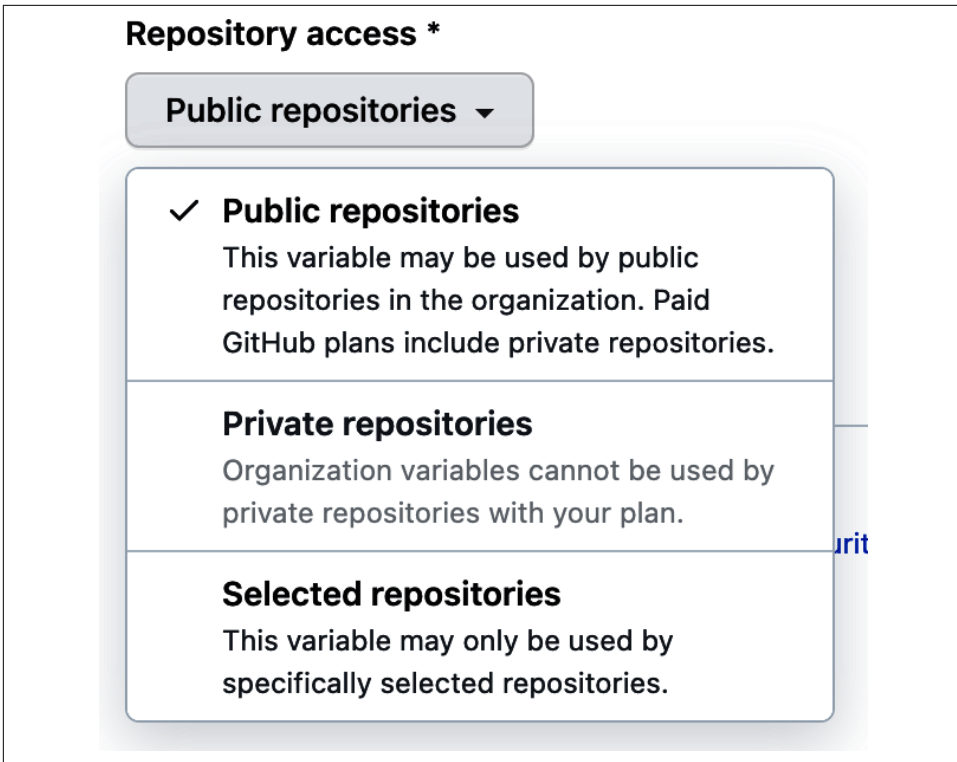 Repository access *
Public repositories
Public repositories
This variable may be used by public
repositories in the organization. Paid
GitHub plans include private repositories.
Private repositories
Organization variables cannot be used by
private repositories with your plan.
Selected repositories
This variable may only be used by
specifically selected repositories.